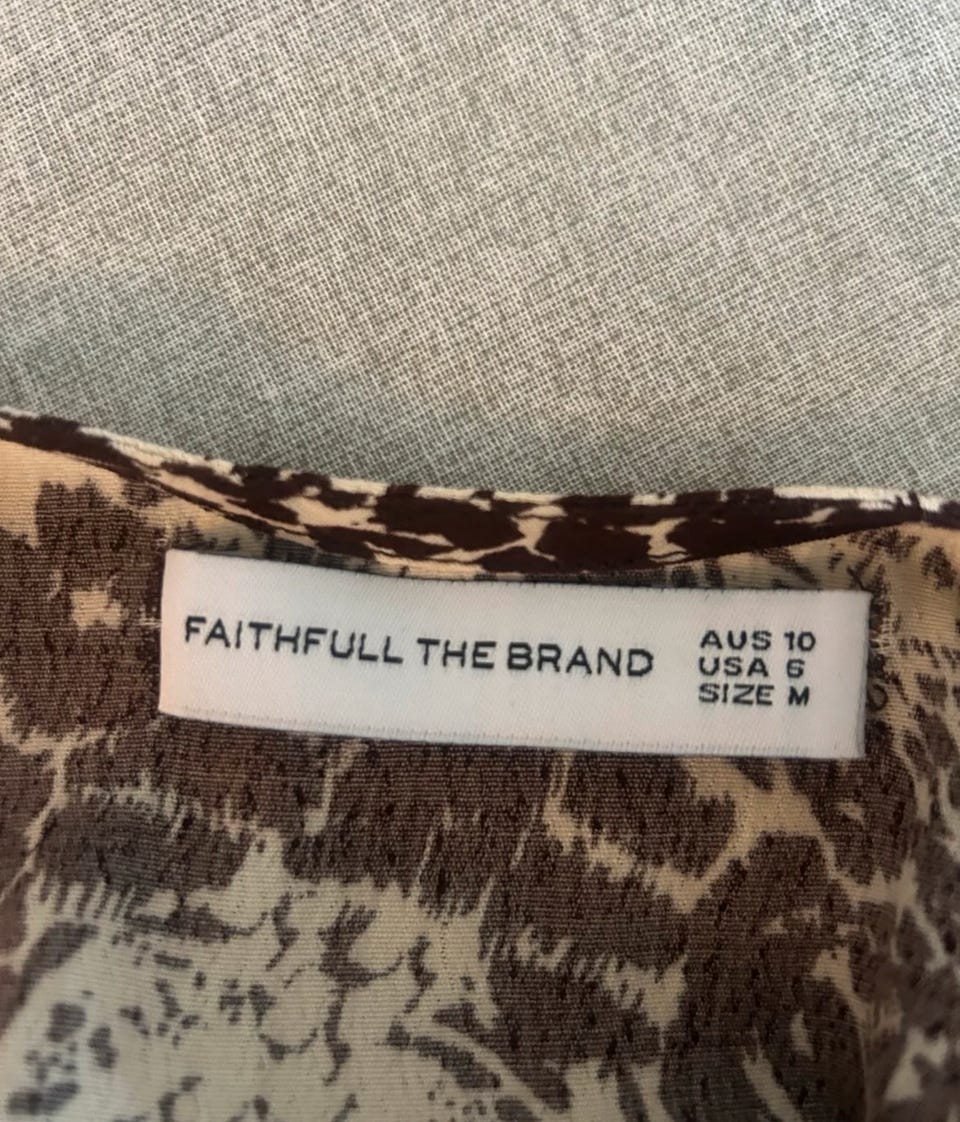 FAITHFULL THE BRAND
AUS 10
USA 6
SIZE M